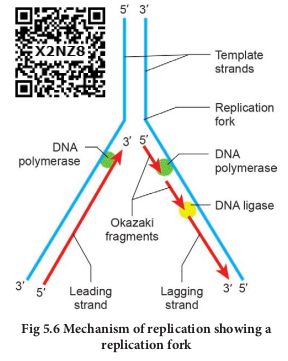 5′ 3′
X2NZ8
Template
strands
Replication
fork
DNA
polymerase
3′ 5′
DNA
polymerase
DNA ligase
Okazaki
fragments
3′ 5′
Leading
strand
Lagging
strand
3′ 5′
Fig 5.6 Mechanism of replication showing a
replication fork